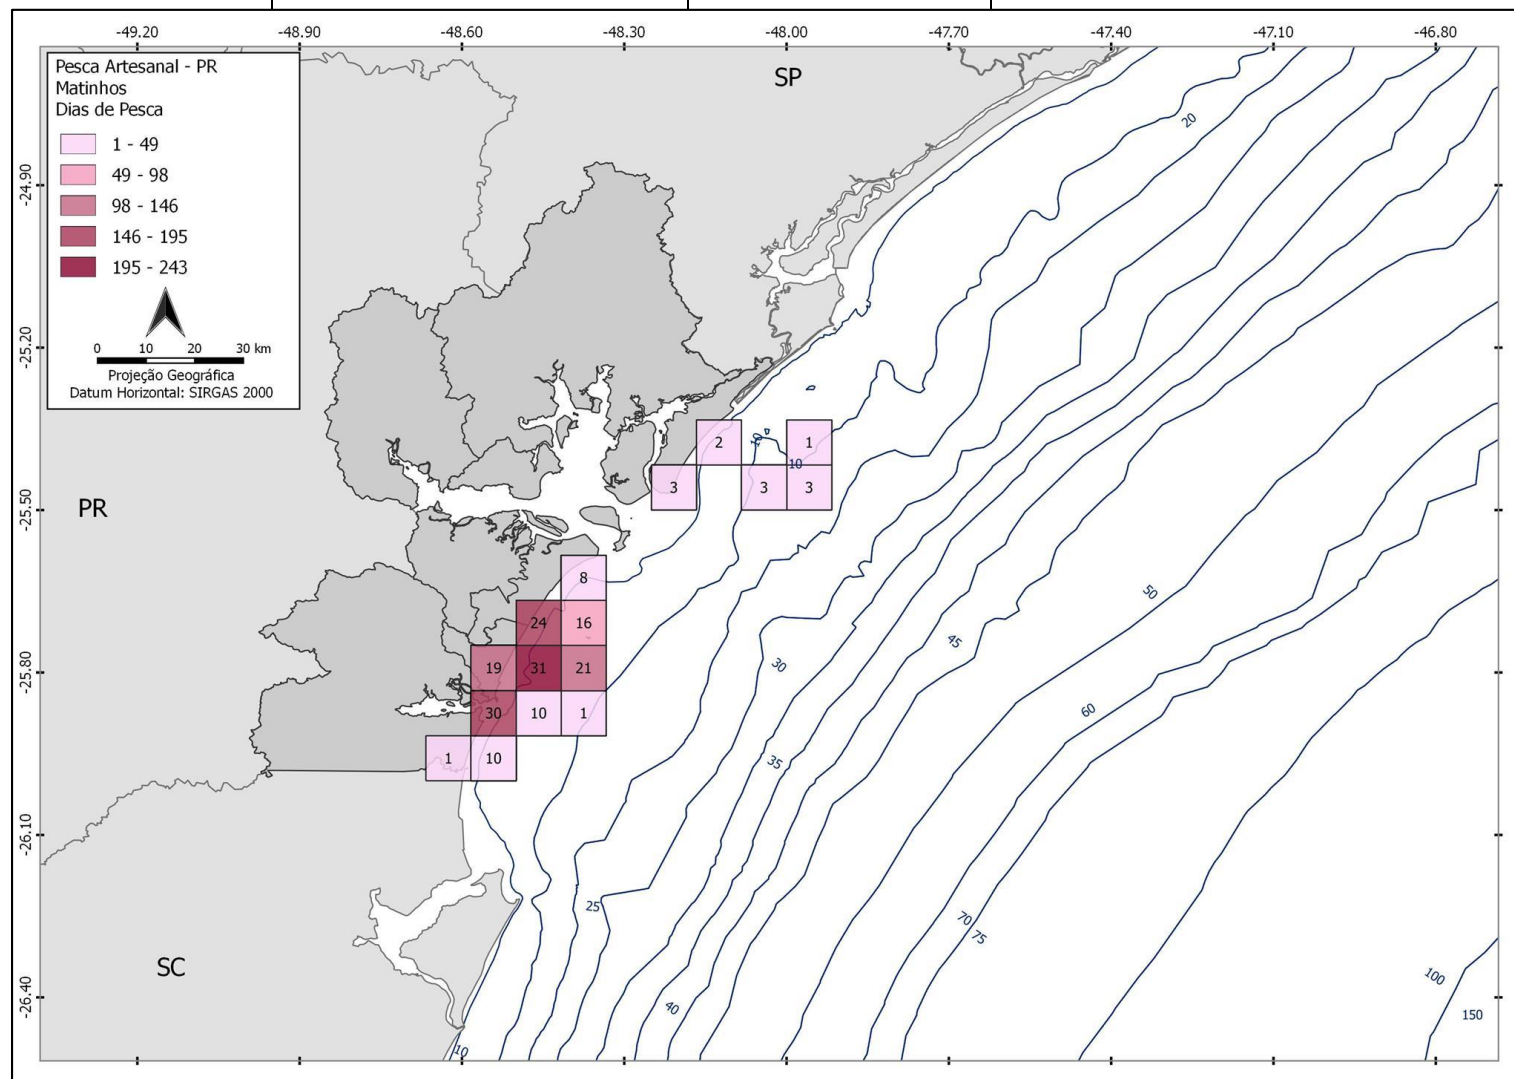 -49.20 -48.90 -48.60 -48.30 -48.00 -47.70 -47.40 -47.10 -46.80
Pesca Artesanal - PR
Matinhos
Dias de Pesca
1 - 49
49 - 98
98 - 146
146 - 195
195 - 243
0 10 20 30 km
Projeção Geográfica
Datum Horizontal: SIRGAS 2000
SP
20
-24.90
-25.20
2 10 1
10
3 3 3
PR
-25.50
8
50
24 16
45
-25.80
19 31 21
30
30 10 1
60
1 10
35
-26.10
25
70 75
SC
100
-26.40
40
150
10